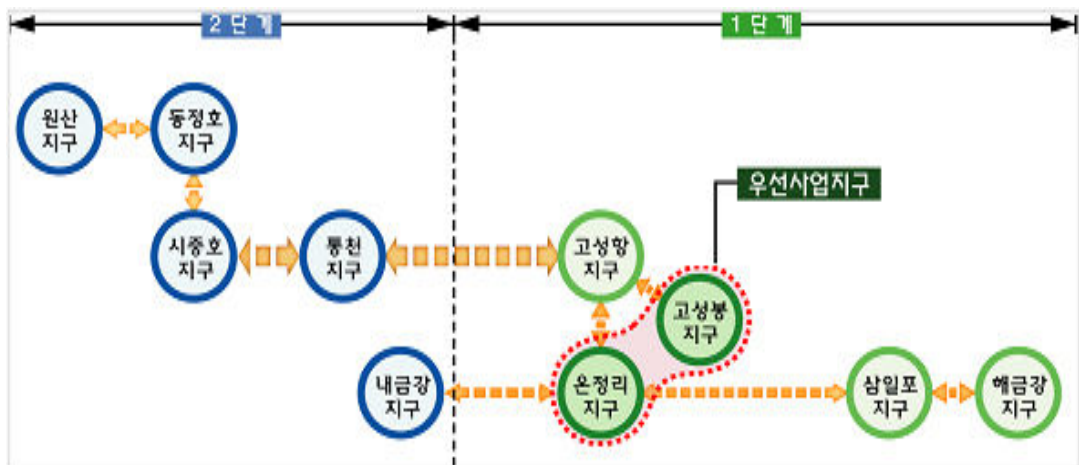 2 단 계
1 단 계
원산
지구
동정호
지구
우선사업지구
시중호
지구
통천
지구
고성항
지구
고성봉
지구
내금강
지구
온정리
지구
삼일포
지구
해금강
지구